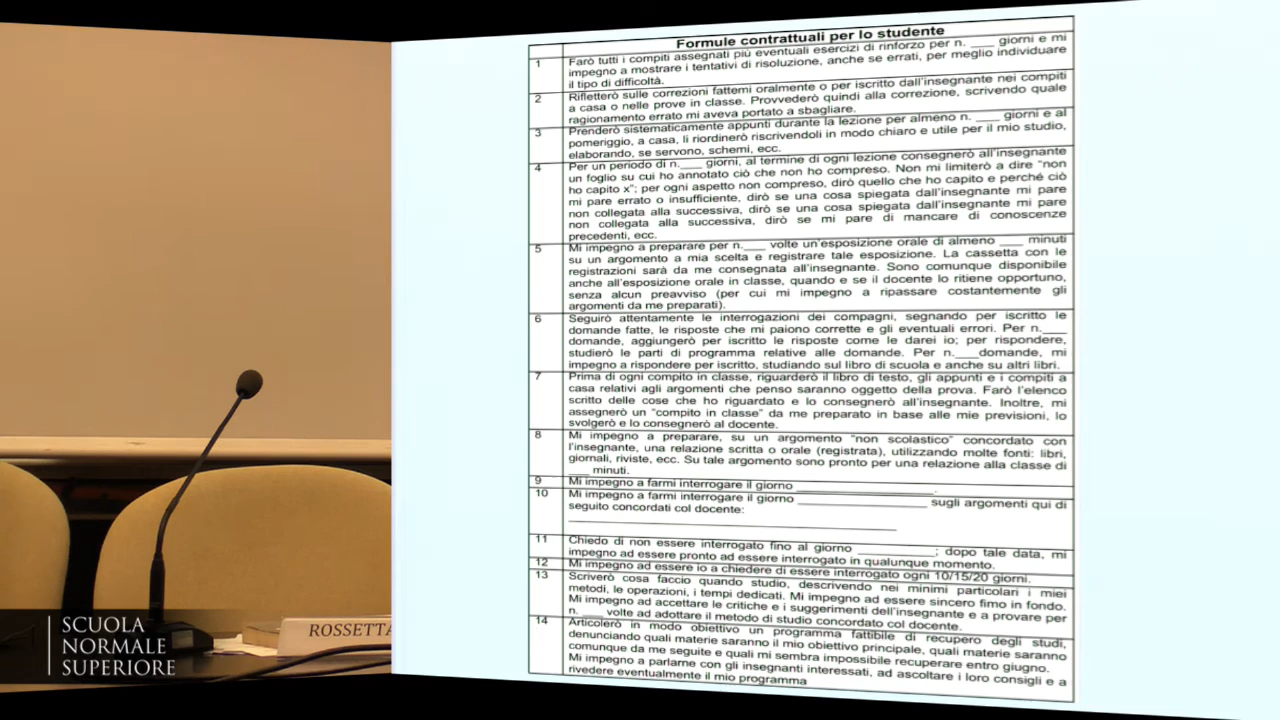 Formule contrattuali per lo studente
1 Farò tutti i compiti assegnati più eventuali esercizi di rinforzo per n. ___ giorni e mi
impegno a mostrare i tentativi di risoluzione, anche se errati, per meglio individuare
il tipo di difficoltà.
2 Rifletterò sulle correzioni fattemi oralmente o per iscritto dall'insegnante nei compiti
a casa o nelle prove in classe. Provvederò quindi alla correzione, scrivendo quale
ragionamento errato mi aveva portato a sbagliare.
3 Prenderò sistematicamente appunti durante la lezione per almeno n. ___ giorni e al
pomeriggio, a casa, li riordinerò riscrivendoli in modo chiaro e utile per il mio studio,
elaborando, se servono, schemi, ecc.
4 Per un periodo di n.___ giorni, al termine di ogni lezione consegnerò all'insegnante
un foglio su cui ho annotato ciò che non ho compreso. Non mi limiterò a dire "non
ho capito x"; per ogni aspetto non compreso, dirò quello che ho capito e perché ciò
mi pare errato o insufficiente, dirò se una cosa spiegata dall'insegnante mi pare
non collegata alla successiva, dirò se una cosa spiegata dall'insegnante mi pare
non collegata alla successiva, dirò se mi pare di mancare di conoscenze
precedenti, ecc.
5 Mi impegno a preparare per n.___ volte un'esposizione orale di almeno ___ minuti
su un argomento a mia scelta e registrare tale esposizione. La cassetta con le
registrazioni sarà da me consegnata all'insegnante. Sono comunque disponibile
anche all'esposizione orale in classe, quando e se il docente lo ritiene opportuno,
senza alcun preavviso (per cui mi impegno a ripassare costantemente gli
argomenti da me preparati).
6 Seguirò attentamente le interrogazioni dei compagni, segnando per iscritto le
domande fatte, le risposte che mi paiono corrette e gli eventuali errori. Per n.___
domande, aggiungerò per iscritto le risposte come le darei io; per rispondere,
studierò le parti di programma relative alle domande. Per n.___domande, mi
impegno a rispondere per iscritto, studiando sul libro di scuola e anche su altri libri.
7 Prima di ogni compito in classe, riguarderò il libro di testo, gli appunti e i compiti a
casa relativi agli argomenti che penso saranno oggetto della prova. Farò l'elenco
scritto delle cose che ho riguardato e lo consegnerò all'insegnante. Inoltre, mi
assegnerò un "compito in classe" da me preparato in base alle mie previsioni, lo
svolgerò e lo consegnerò al docente.
8 Mi impegno a preparare, su un argomento "non scolastico" concordato con
l'insegnante, una relazione scritta o orale (registrata), utilizzando molte fonti: libri,
giornali, riviste, ecc. Su tale argomento sono pronto per una relazione alla classe di
___ minuti.
9 Mi impegno a farmi interrogare il giorno ____________________.
10 Mi impegno a farmi interrogare il giorno ____________________ sugli argomenti qui di
seguito concordati col docente:
__________________________________________________
11 Chiedo di non essere interrogato fino al giorno ___________; dopo tale data, mi
impegno ad essere pronto ad essere interrogato in qualunque momento.
12 Mi impegno ad essere io a chiedere di essere interrogato ogni 10/15/20 giorni.
13 Scriverò cosa faccio quando studio, descrivendo nei minimi particolari i miei
metodi, le operazioni, i tempi dedicati. Mi impegno ad essere sincero fimo in fondo.
Mi impegno ad accettare le critiche e i suggerimenti dell'insegnante e a provare per
n. ___ volte ad adottare il metodo di studio concordato col docente.
14 Articolerò in modo obiettivo un programma fattibile di recupero degli studi,
denunciando quali materie saranno il mio obiettivo principale, quali materie saranno
comunque da me seguite e quali mi sembra impossibile recuperare entro giugno.
Mi impegno a parlarne con gli insegnanti interessati, ad ascoltare i loro consigli e a
rivedere eventualmente il mio programma
ROSSETTA
SCUOLA
NORMALE
SUPERIORE